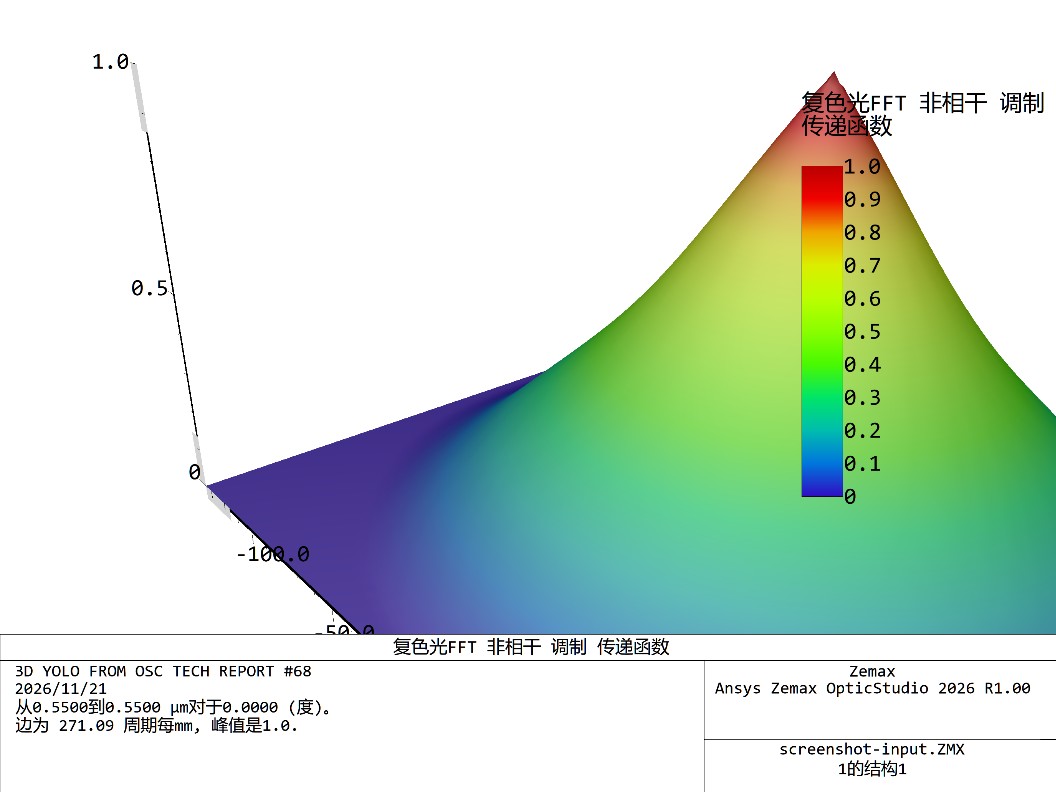 1.0
复色光FFT 非相干 调制
传递函数
1.0
0.9
0.8
0.7
0.5
0.6
0.5
0.4
0.3
0.2
0
0.1
0
-100.0
-50.0
复色光FFT 非相干 调制 传递函数
3D YOLO FROM OSC TECH REPORT #68
2026/11/21
从0.5500到0.5500 µm对于0.0000 (度)。
边为 271.09 周期每mm, 峰值是1.0.
Zemax
Ansys Zemax OpticStudio 2026 R1.00
screenshot-input.ZMX
1的结构1